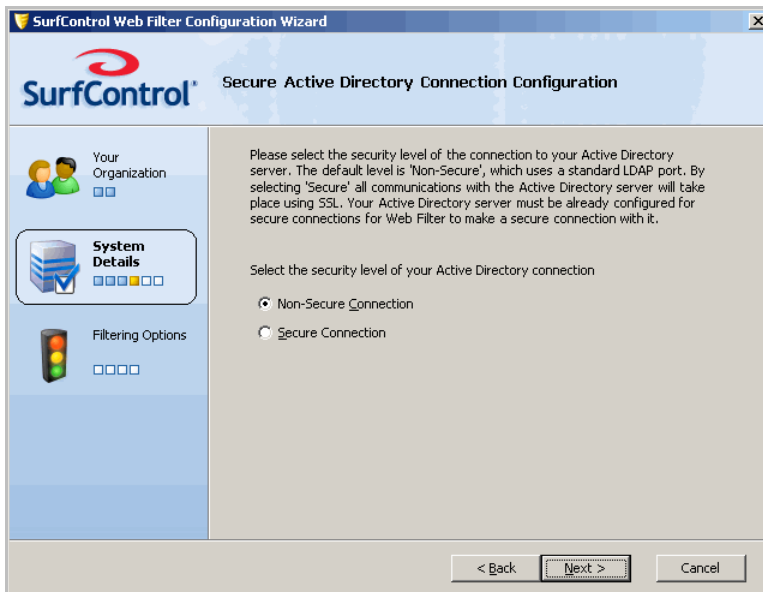 SurfControl Web Filter Configuration Wizard
SurfControl
Secure Active Directory Connection Configuration
Your
Organization
System
Details
Filtering Options
Please select the security level of the connection to your Active Directory
server. The default level is 'Non-Secure', which uses a standard LDAP port. By
selecting 'Secure' all communications with the Active Directory server will take
place using SSL. Your Active Directory server must be already configured for
secure connections for Web Filter to make a secure connection with it.
Select the security level of your Active Directory connection
Non-Secure Connection
Secure Connection
< Back
Next >
Cancel